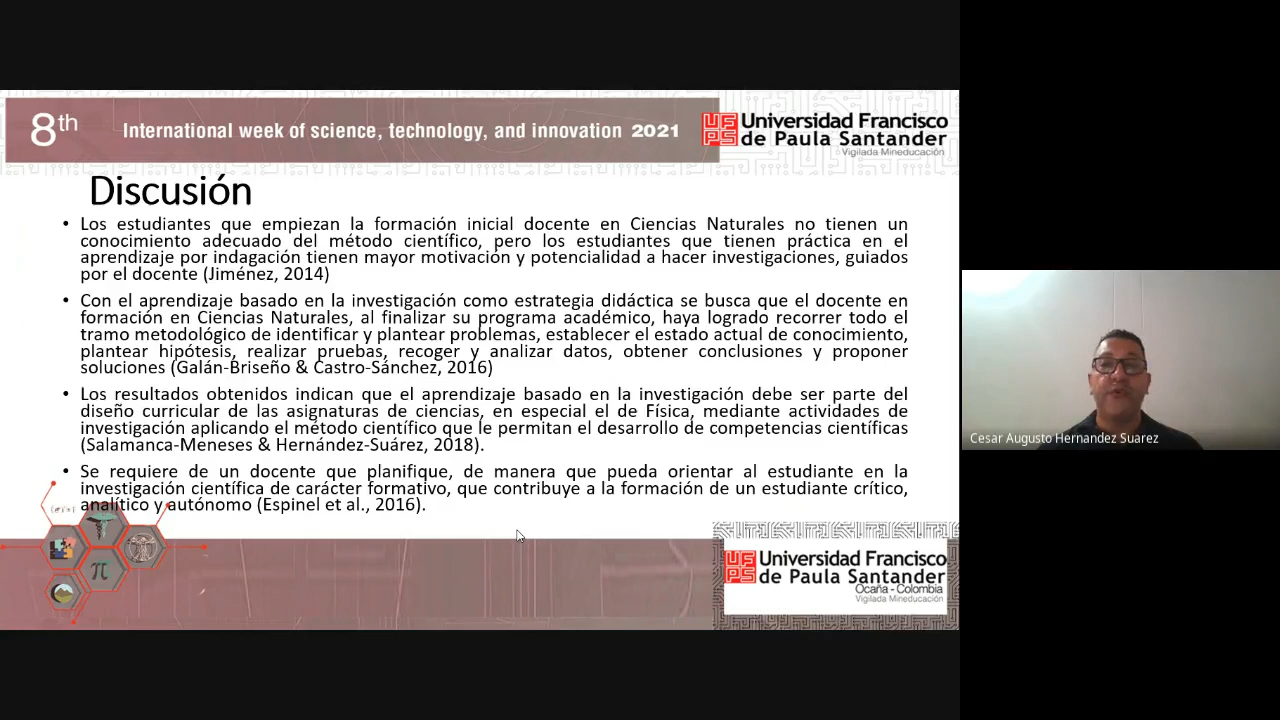 8th
International week of science, technology, and innovation 2021
UFPS
Universidad Francisco
de Paula Santander
Vigilada Mineducación
Discusión
• Los estudiantes que empiezan la formación inicial docente en Ciencias Naturales no tienen un
conocimiento adecuado del método científico, pero los estudiantes que tienen práctica en el
aprendizaje por indagación tienen mayor motivación y potencialidad a hacer investigaciones, guiados
por el docente (Jiménez, 2014)
• Con el aprendizaje basado en la investigación como estrategia didáctica se busca que el docente en
formación en Ciencias Naturales, al finalizar su programa académico, haya logrado recorrer todo el
tramo metodológico de identificar y plantear problemas, establecer el estado actual de conocimiento,
plantear hipótesis, realizar pruebas, recoger y analizar datos, obtener conclusiones y proponer
soluciones (Galán-Briseño & Castro-Sánchez, 2016)
• Los resultados obtenidos indican que el aprendizaje basado en la investigación debe ser parte del
diseño curricular de las asignaturas de ciencias, en especial el de Física, mediante actividades de
investigación aplicando el método científico que le permitan el desarrollo de competencias científicas
(Salamanca-Meneses & Hernández-Suárez, 2018).
• Se requiere de un docente que planifique, de manera que pueda orientar al estudiante en la
investigación científica de carácter formativo, que contribuye a la formación de un estudiante crítico,
analítico y autónomo (Espinel et al., 2016).
π
UFPS
Universidad Francisco
de Paula Santander
Ocaña - Colombia
Vigilada Mineducación
Cesar Augusto Hernandez Suarez